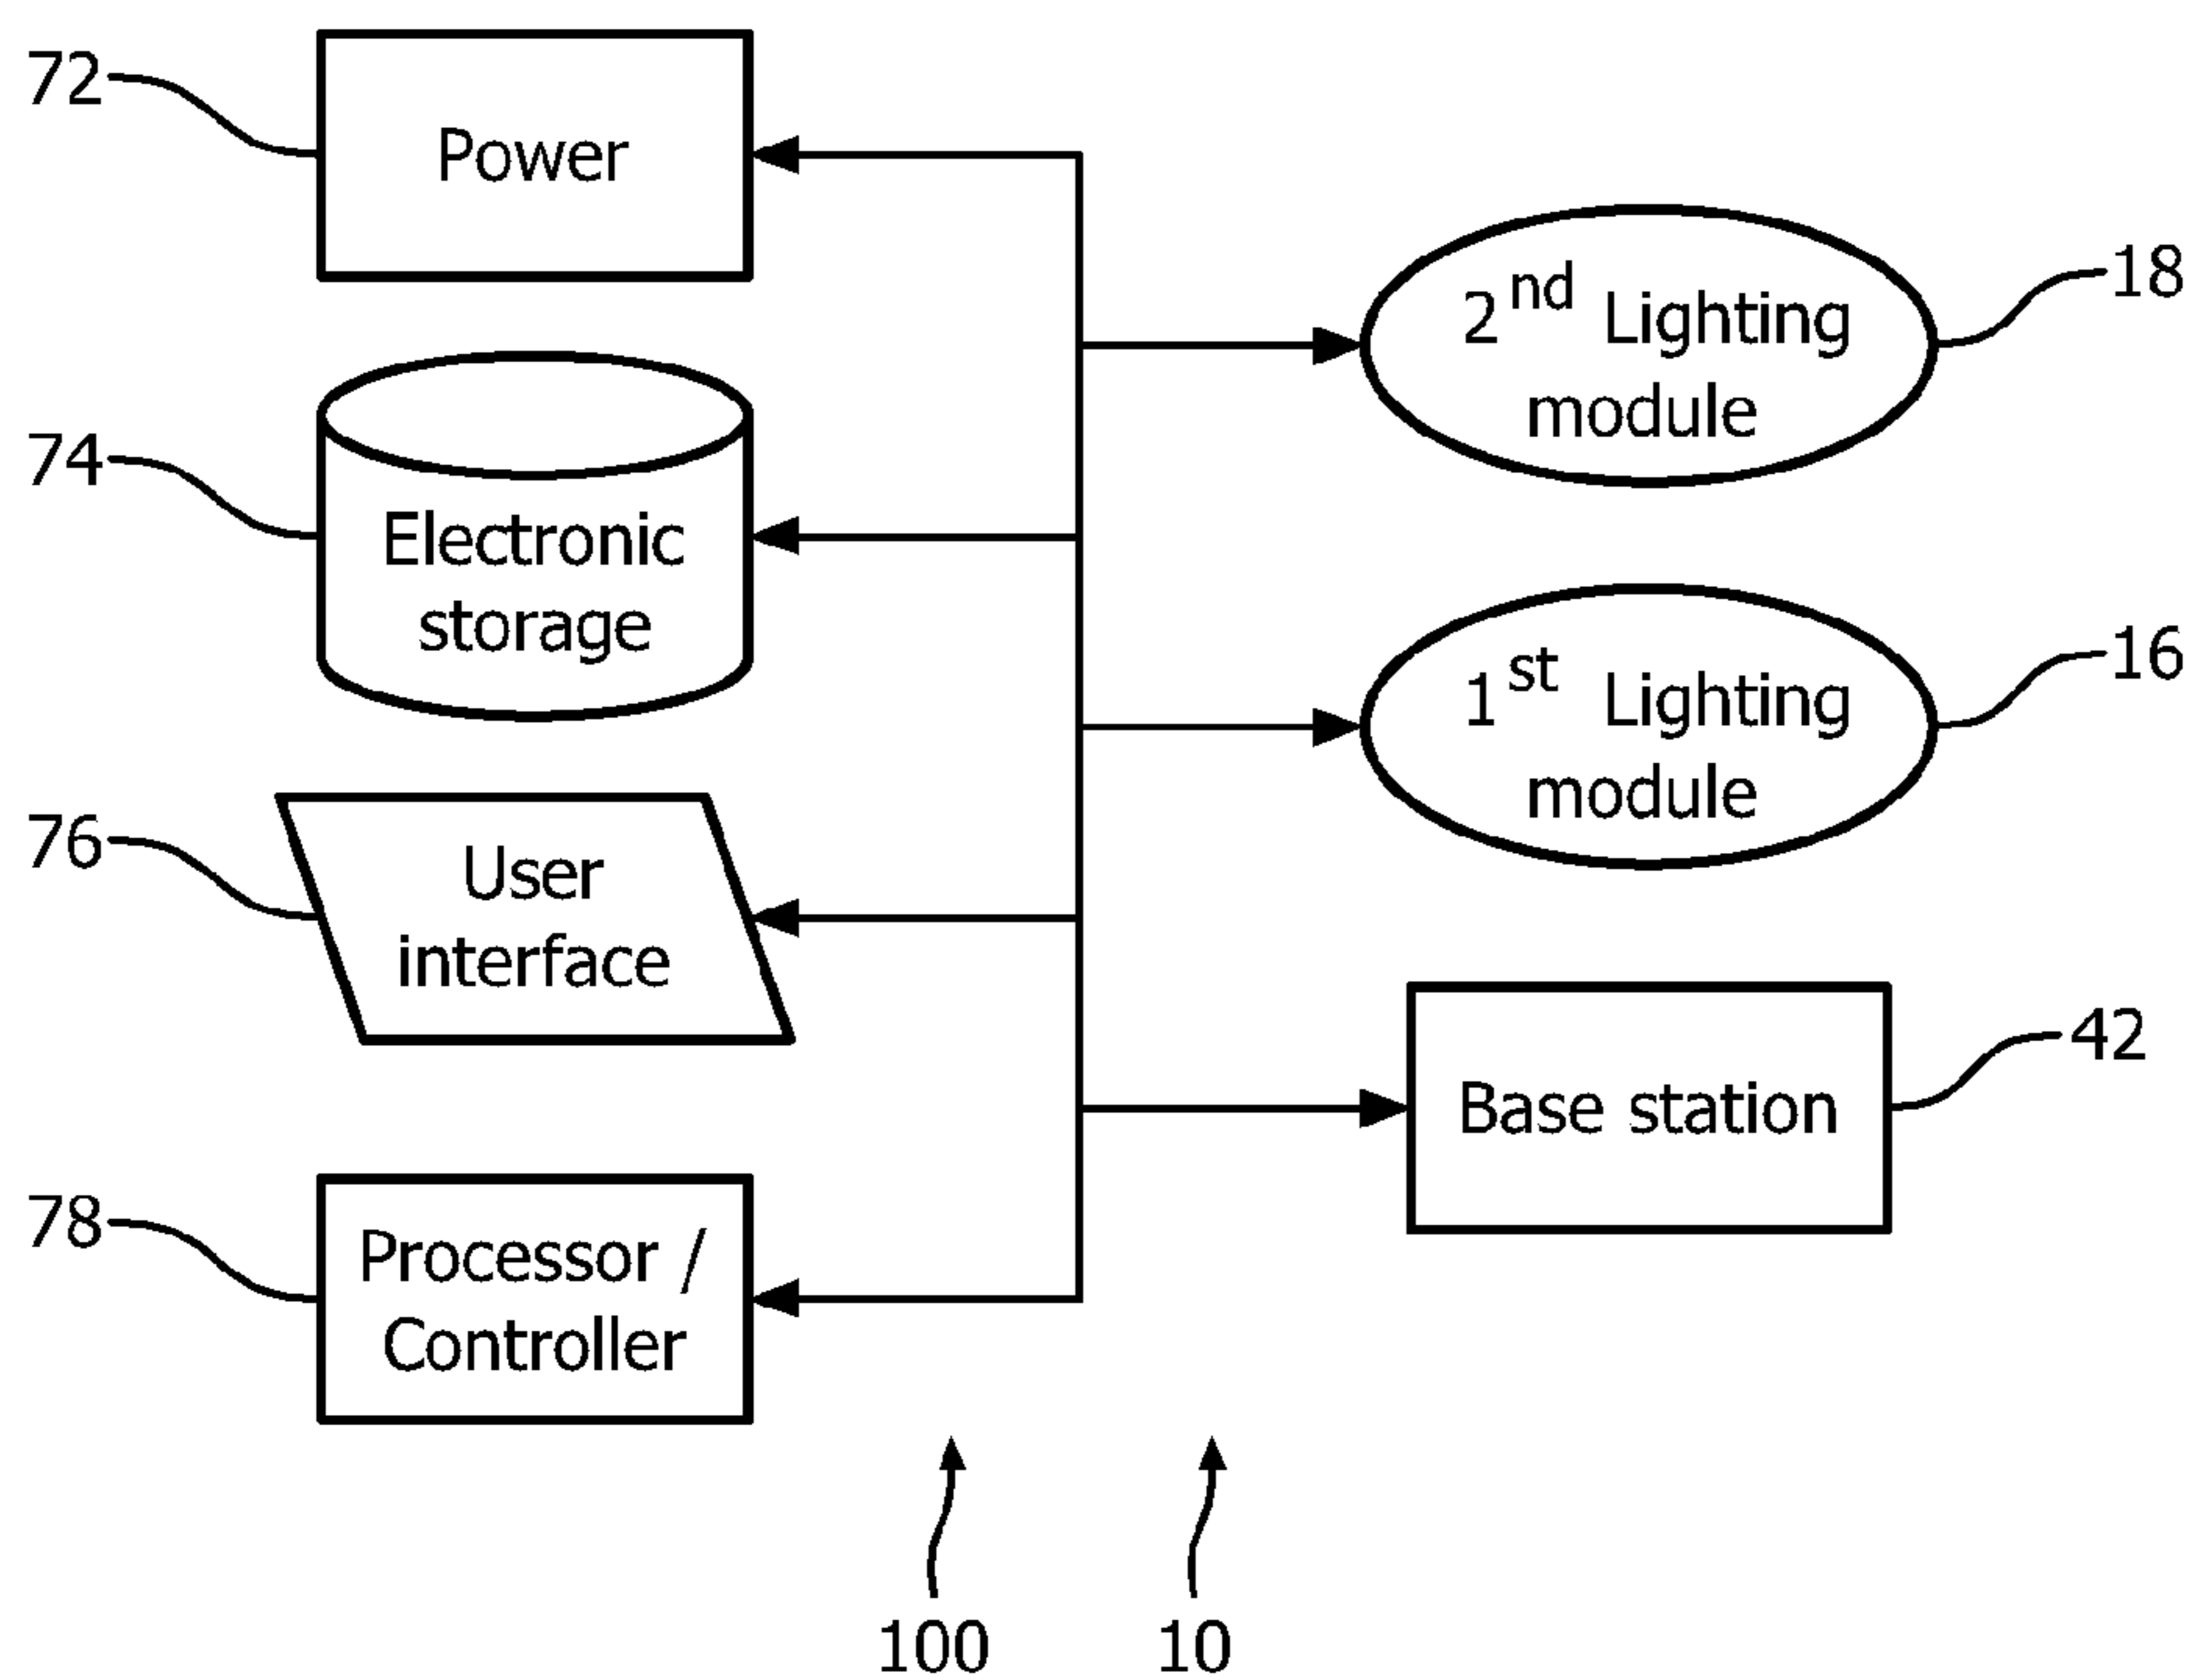 72
Power
2nd Lighting
module
18
74
Electronic
storage
1st Lighting
module
16
76
User
interface
Base station
42
78
Processor /
Controller
100
10